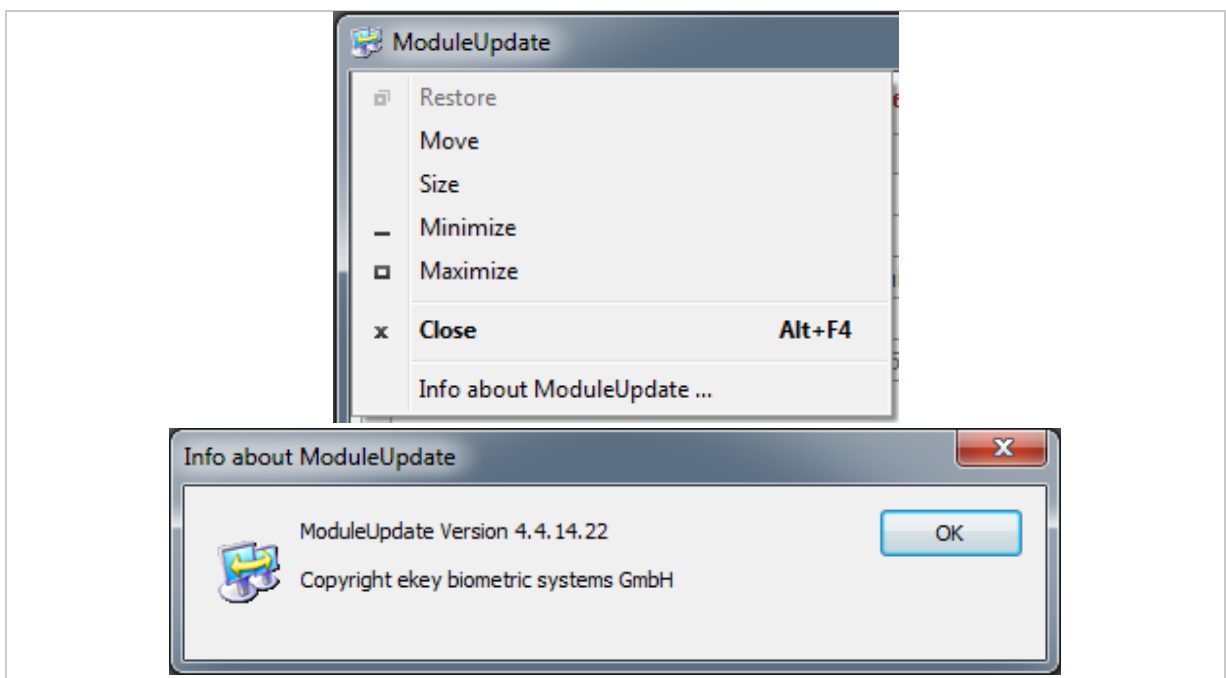 ModuleUpdate
Restore
Move
Size
Minimize
Maximize
Close Alt+F4
Info about ModuleUpdate ...
Info about ModuleUpdate
ModuleUpdate Version 4.4.14.22
OK
Copyright ekey biometric systems GmbH